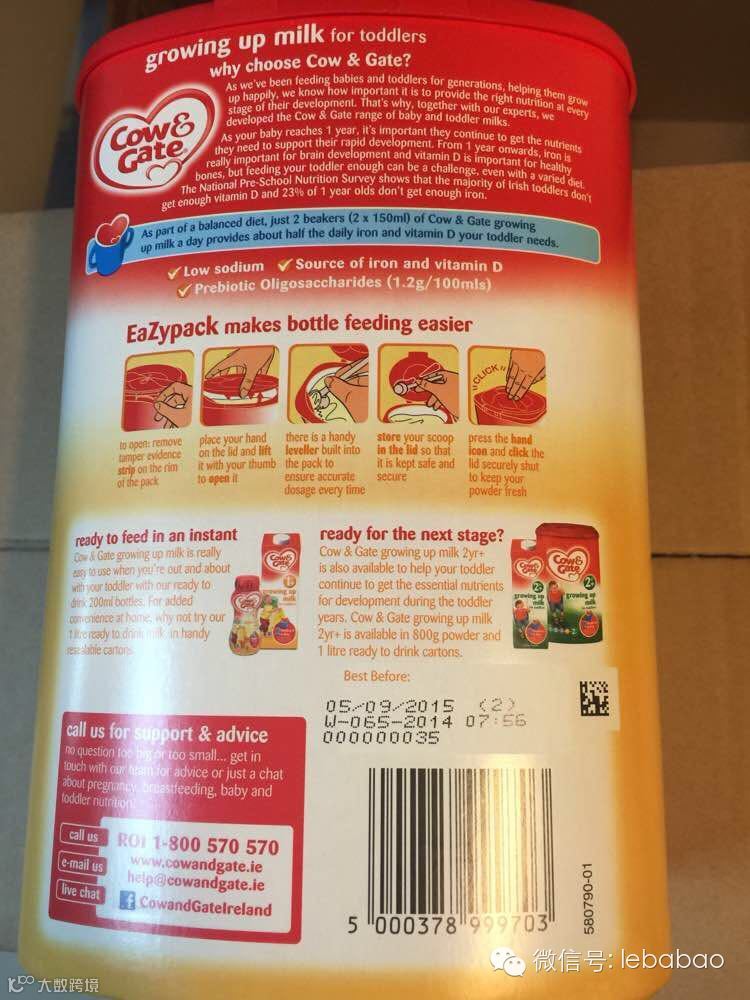 growing up milk for toddlers
why choose Cow & Gate?
As we've been feeding babies and toddlers for generations, helping them grow
up happily, we know how important it is to provide the right nutrition at every
stage of their development. That's why, together with our experts, we
developed the Cow & Gate range of baby and toddler milks.
Cow &
Gate
As your baby reaches 1 year, it's important they continue to get the nutrients
they need to support their rapid development. From 1 year onwards, iron is
really important for brain development and vitamin D is important for healthy
bones, but feeding your toddler enough can be a challenge, even with a varied diet.
The National Pre-School Nutrition Survey shows that the majority of Irish toddlers don't
get enough vitamin D and 23% of 1 year olds don't get enough iron.
As part of a balanced diet, just 2 beakers (2 x 150ml) of Cow & Gate growing
up milk a day provides about half the daily iron and vitamin D your toddler needs.
Low sodium Source of iron and vitamin D
Prebiotic Oligosaccharides (1.2g/100mls)
EaZypack makes bottle feeding easier
"CLICK"
to open: remove
tamper evidence
strip on the rim
of the pack
place your hand
on the lid and lift
it with your thumb
to open it
there is a handy
leveller built into
the pack to
ensure accurate
dosage every time
store your scoop
in the lid so that
it is kept safe and
secure
press the hand
icon and click the
lid securely shut
to keep your
powder fresh
ready to feed in an instant
Cow & Gate growing up milk is really
easy to use when you're out and about
with your toddler with our ready to
drink 200ml bottles. For added
convenience at home, why not try our
1 litre ready to drink milk in handy
resealable cartons.
Cow &
Gate
1+
growing up
milk
ready for the next stage?
Cow & Gate growing up milk 2yr+
is also available to help your toddler
continue to get the essential nutrients
for development during the toddler
years. Cow & Gate growing up milk
2yr+ is available in 800g powder and
1 litre ready to drink cartons.
Cow &
Gate
2+
growing up
milk
Cow &
Gate
2+
growing up
milk
Best Before:
05/09/2015 (2)
W-065-2014 07:56
000000035
call us for support & advice
no question too big or too small... get in
touch with our team for advice or just a chat
about pregnancy, breastfeeding, baby and
toddler nutrition.
call us
ROI 1-800 570 570
www.cowandgate.ie
e-mail us
help@cowandgate.ie
live chat
f CowandGateIreland
5 000378 999703
580790-01
微信号: lebabao
大数跨境